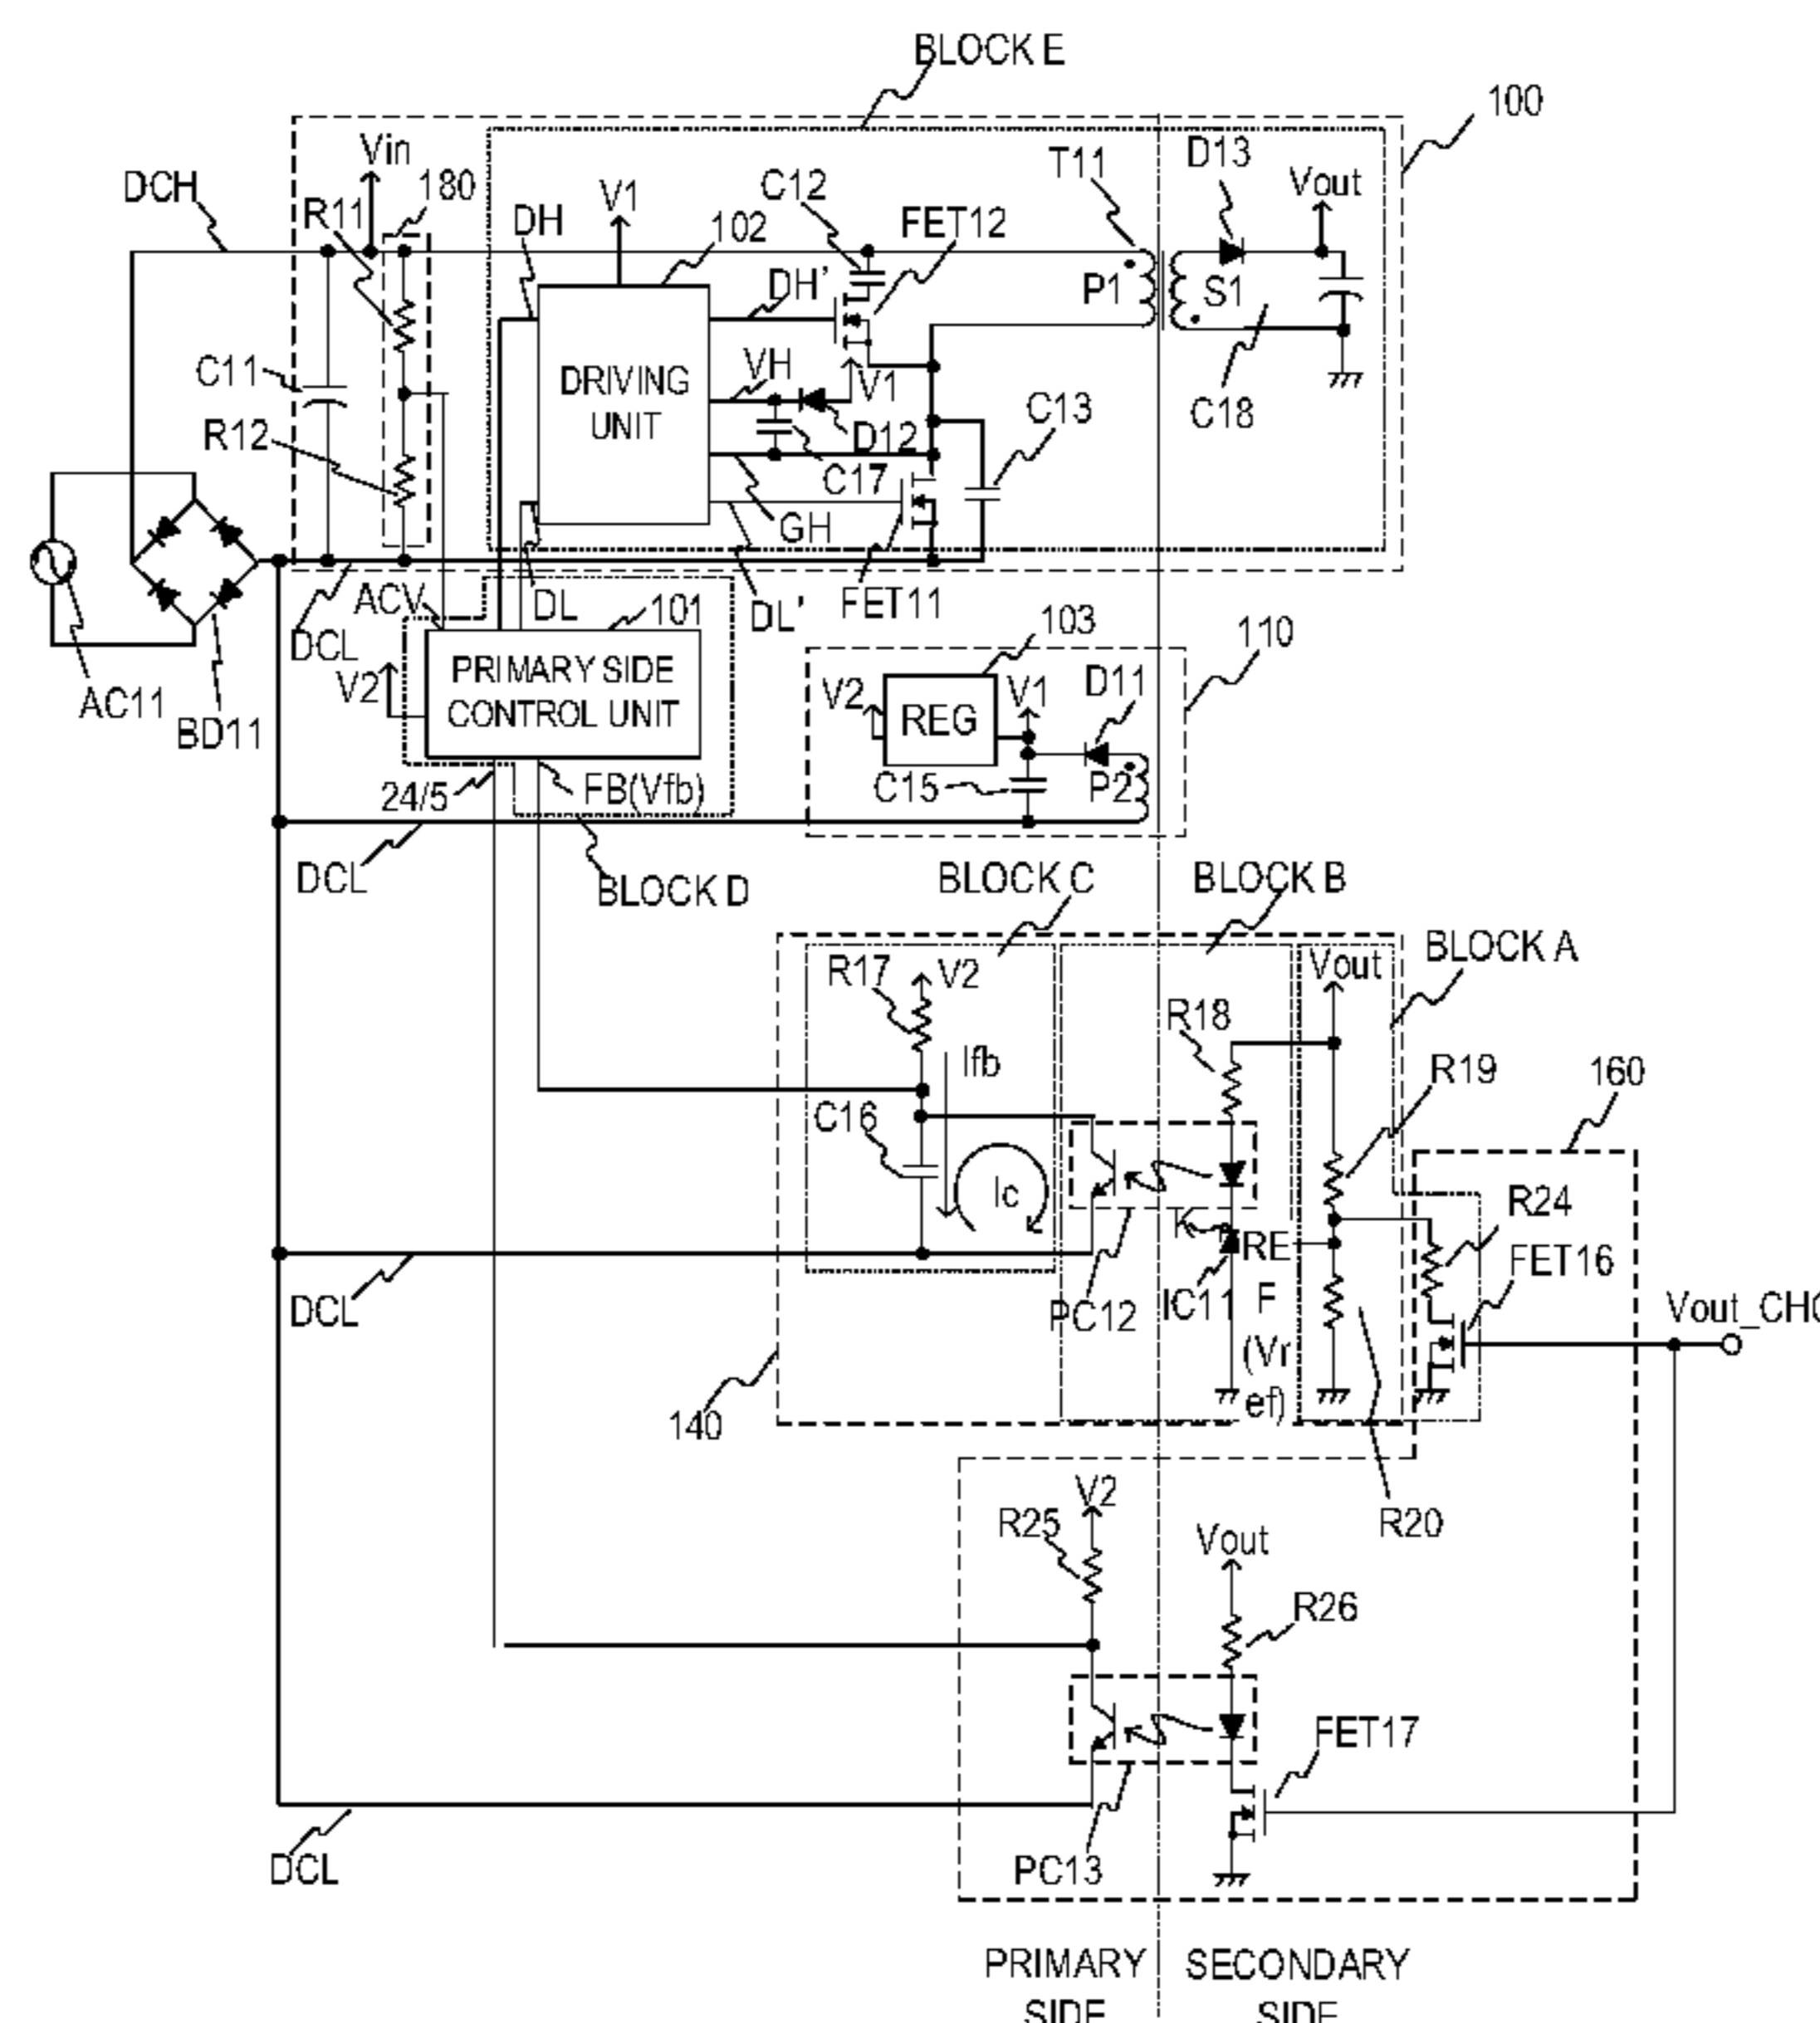 BLOCK E
100
Vin
DCH
R11
180
DH
V1
C12
102
FET12
T11
D13
Vout
DH'
P1
S1
C11
DRIVING
UNIT
VH
V1
R12
D12
C13
C18
C17
GH
AC11
BD11
DCL
ACV
DL
101
DL'
FET11
103
110
PRIMARY SIDE
CONTROL UNIT
V2
V2
REG
V1
D11
24/5
FB(Vfb)
C15
P2
DCL
BLOCK D
BLOCK C
BLOCK B
BLOCK A
R17
V2
Vout
R18
Ifb
R19
160
C16
Ic
R24
K
RE
F
(Vr
ef)
FET16
DCL
PC12
IC11
Vout_CHG
140
V2
R25
R20
Vout
R26
FET17
DCL
PC13
PRIMARY
SIDE
SECONDARY
SIDE